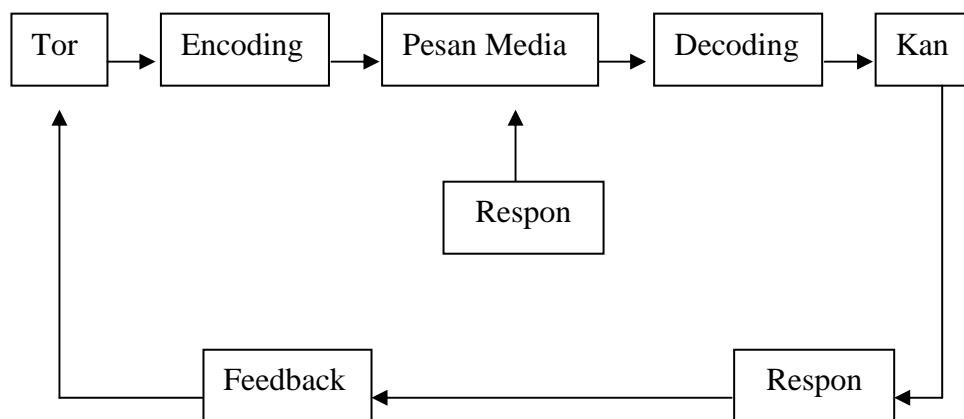 Tor
Encoding
Pesan Media
Decoding
Kan
Respon
Feedback
Respon